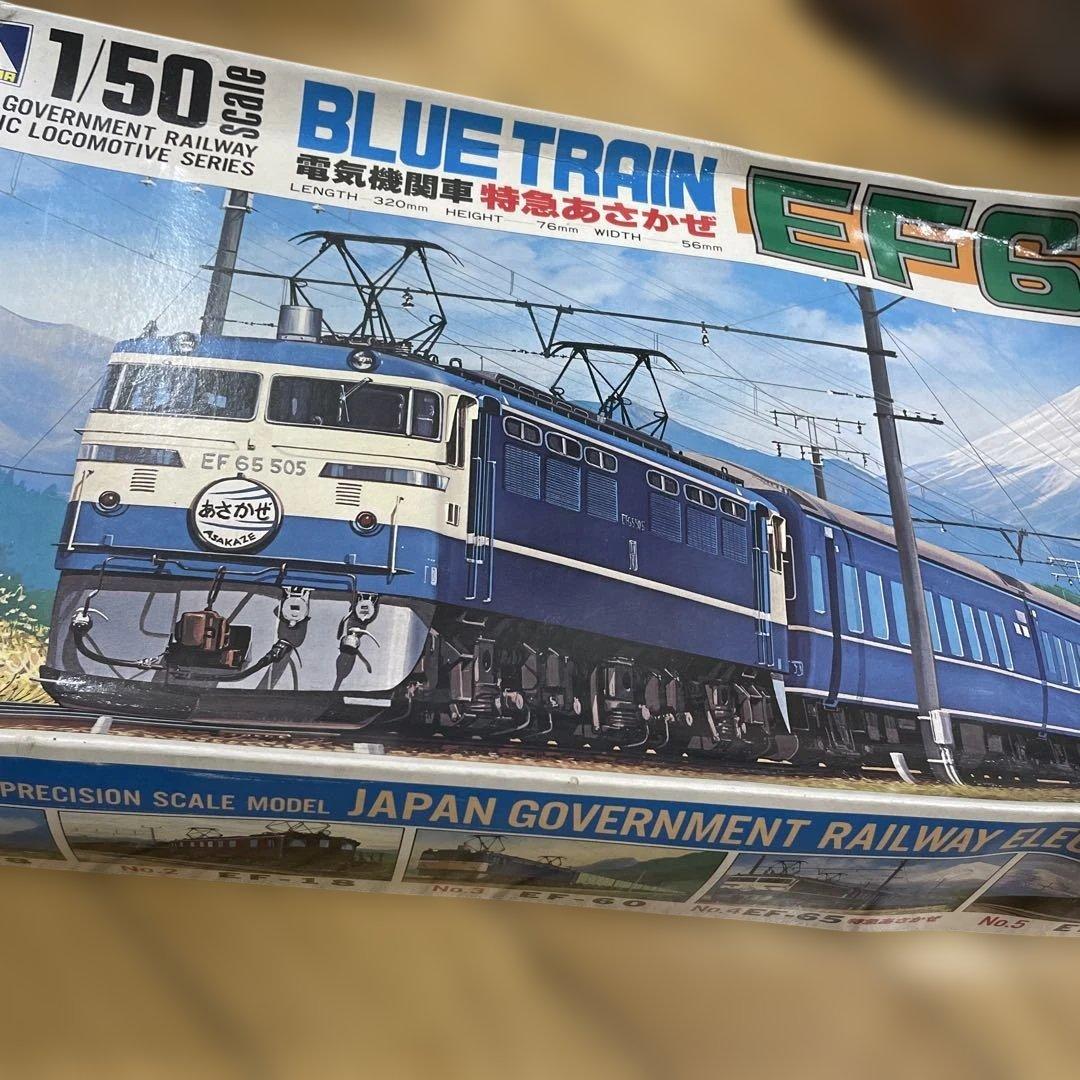 1/50 scale
GOVERNMENT RAILWAY
IC LOCOMOTIVE SERIES
BLUE TRAIN
電気機関車 特急あさかぜ
LENGTH 320mm HEIGHT 76mm WIDTH 56mm
EF6
EF 65 505
あさかぜ
ASAKAZE
EF65505
PRECISION SCALE MODEL JAPAN GOVERNMENT RAILWAY ELEC
No.2 EF-18
No.3 EF-60
No.4 EF-65 特急あさかぜ
No.5